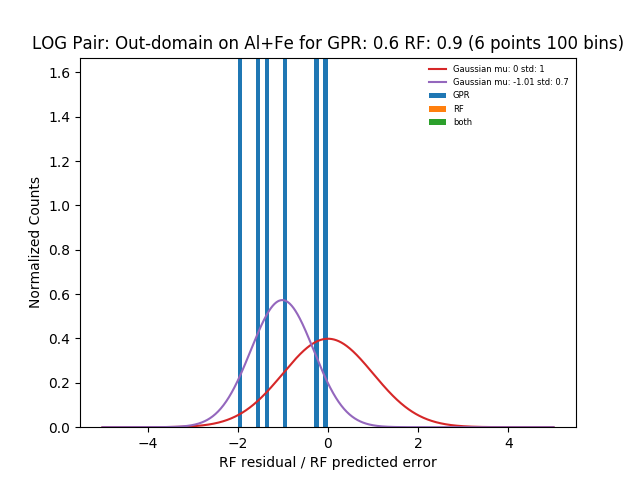 LOG Pair: Out-domain on Al+Fe for GPR: 0.6 RF: 0.9 (6 points 100 bins)
Gaussian mu: 0 std: 1
Gaussian mu: -1.01 std: 0.7
GPR
RF
both
Normalized Counts
1.6
1.4
1.2
1.0
0.8
0.6
0.4
0.2
0.0
−4 −2 0 2 4
RF residual / RF predicted error